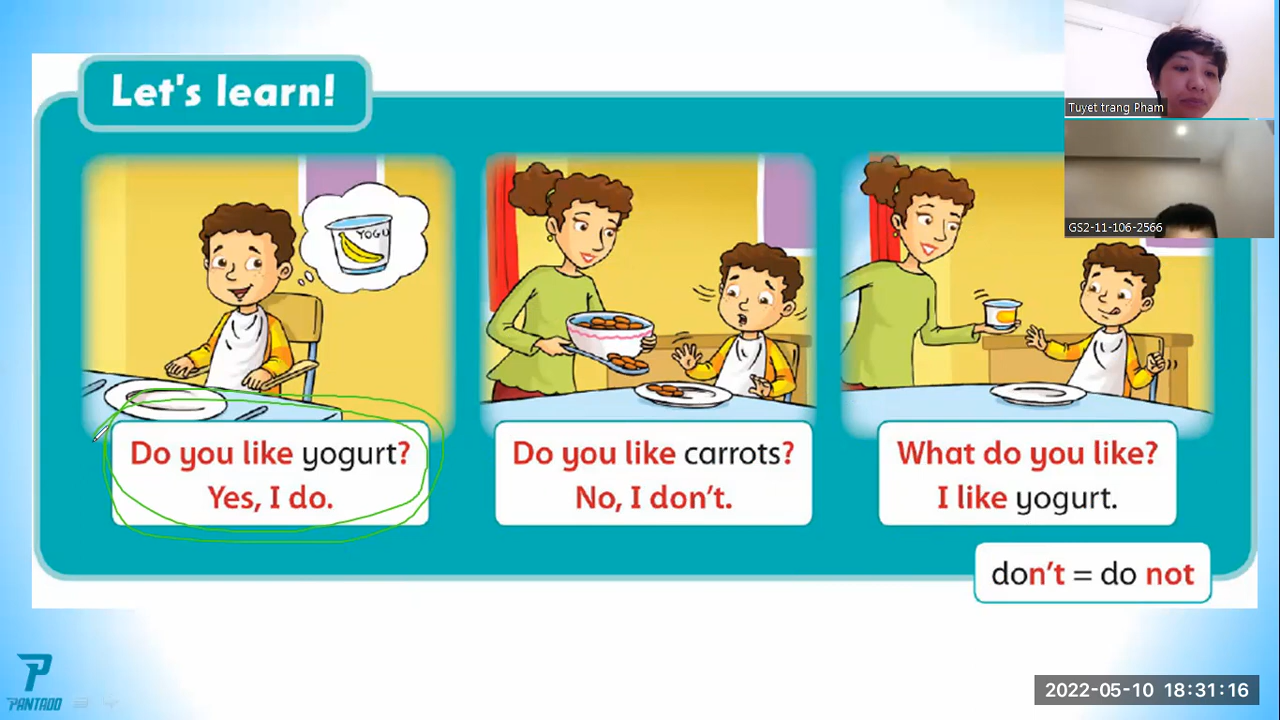 Let's learn!
Tuyet trang Pham
GS2-11-106-2566
YOGU
Do you like yogurt?
Yes, I do.
Do you like carrots?
No, I don't.
What do you like?
I like yogurt.
don't = do not
PANTADO
2022-05-10 18:31:16